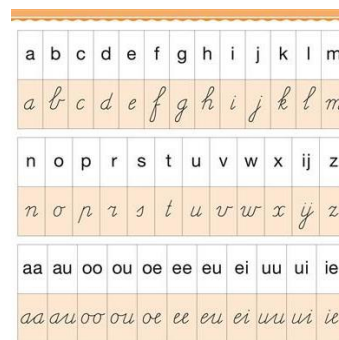 a b c d e f g h i j k l m
a b c d e f g h i j k l m
n o p r s t u v w x ij z
n o p r s t u v w x ij z
aa au oo ou oe ee eu ei uu ui ie
aa au oo ou oe ee eu ei uu ui ie